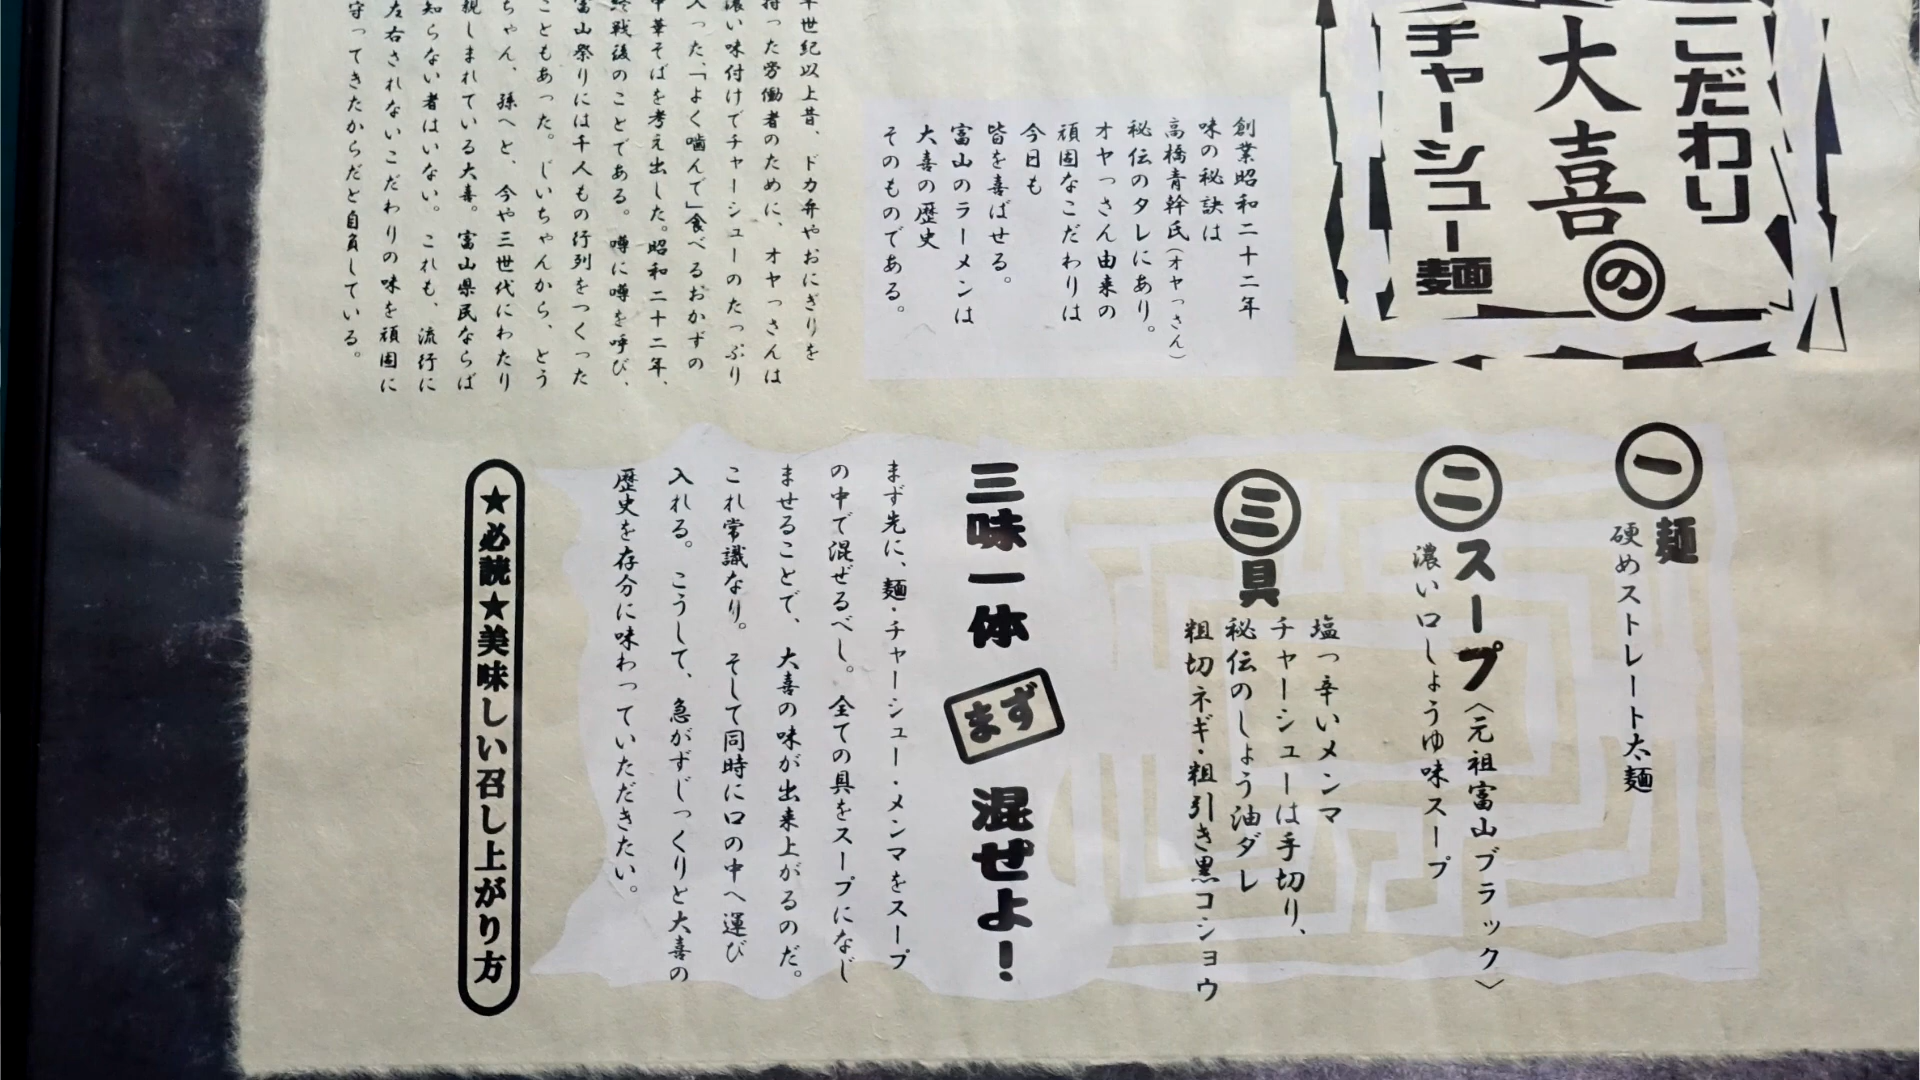 こだわり
大喜の
チャーシュー麺
創業昭和二十二年
味の秘訣は
高橋青幹氏(オヤっさん)
秘伝のタレにあり。
オヤっさん由来の
頑固なこだわりは
今日も
皆を喜ばせる。
富山のラーメンは
大喜の歴史
そのものである。
半世紀以上昔、ドカ弁やおにぎりを
持った労働者のために、オヤっさんは
濃い味付けでチャーシューのたっぷり
入った、「よく噛んで」食べるおかずの
中華そばを考え出した。昭和二十二年、
終戦後のことである。噂に噂を呼び、
富山祭りには千人もの行列をつくった
こともあった。じいちゃんから、とう
ちゃん、孫へと、今や三世代にわたり
親しまれている大喜。富山県民ならば
知らない者はいない。これも、流行に
左右されないこだわりの味を頑固に
守ってきたからだと自負している。
一 麺
硬めストレート太麺
二 スープ〈元祖富山ブラック〉
濃い口しょうゆ味スープ
三 具
塩っ辛いメンマ
チャーシューは手切り、
秘伝のしょう油ダレ
粗切ネギ・粗引き黒コショウ
三味一体 まず 混ぜよ!
まず先に、麺・チャーシュー・メンマをスープ
の中で混ぜるべし。全ての具をスープになじ
ませることで、大喜の味が出来上がるのだ。
これ常識なり。そして同時に口の中へ運び
入れる。こうして、急がずじっくりと大喜の
歴史を存分に味わっていただきたい。
★必読★美味しい召し上がり方